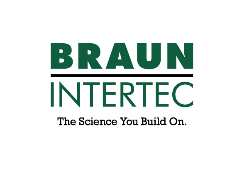 BRAUN
INTERTEC
The Science You Build On.